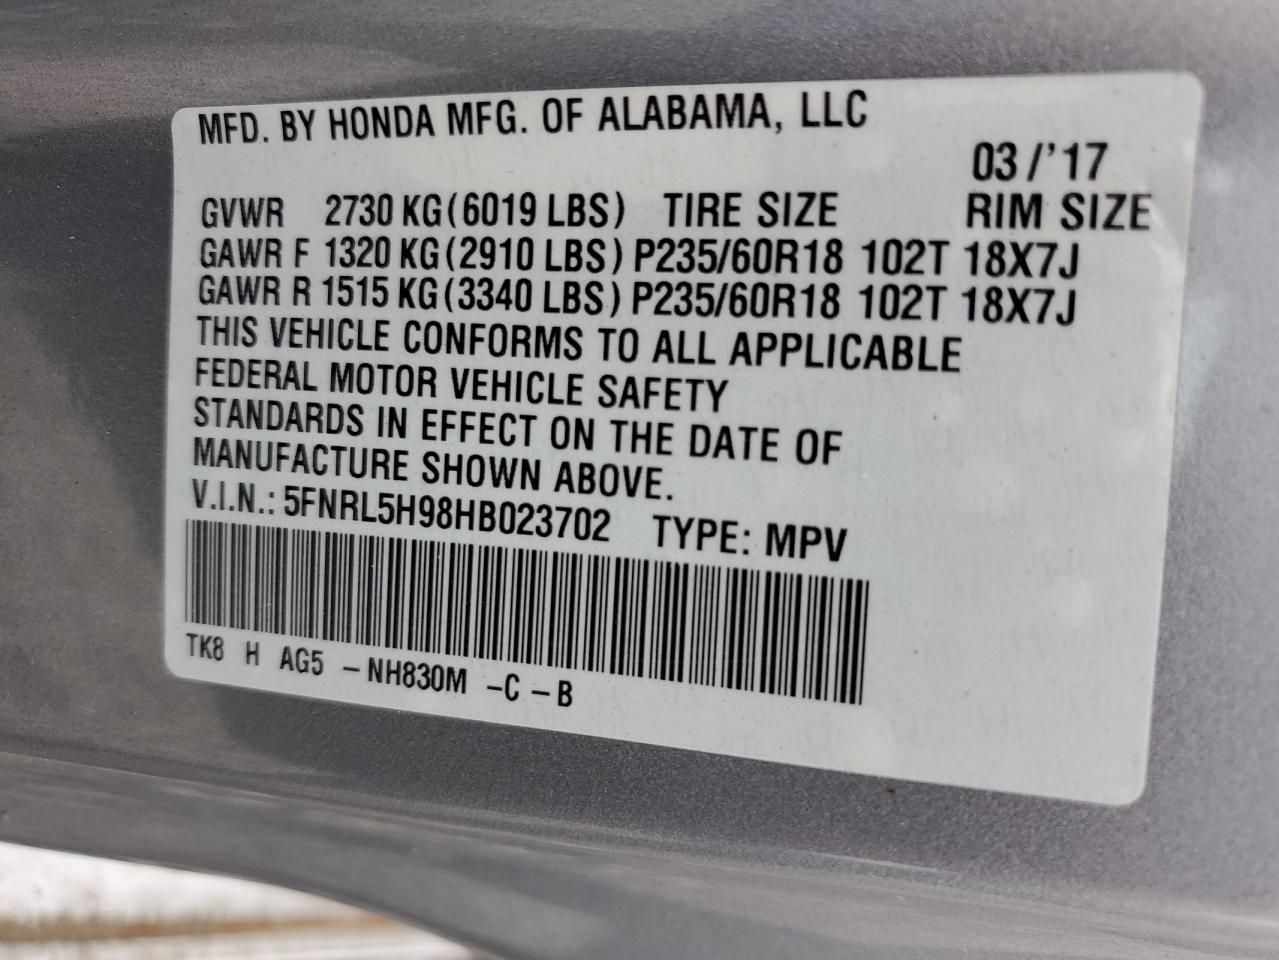 MFD. BY HONDA MFG. OF ALABAMA, LLC
03/'17
GVWR 2730 KG(6019 LBS) TIRE SIZE RIM SIZE
GAWR F 1320 KG(2910 LBS) P235/60R18 102T 18X7J
GAWR R 1515 KG(3340 LBS) P235/60R18 102T 18X7J
THIS VEHICLE CONFORMS TO ALL APPLICABLE
FEDERAL MOTOR VEHICLE SAFETY
STANDARDS IN EFFECT ON THE DATE OF
MANUFACTURE SHOWN ABOVE.
V.I.N.: 5FNRL5H98HB023702 TYPE: MPV
TK8 H AG5 -NH830M -C -B